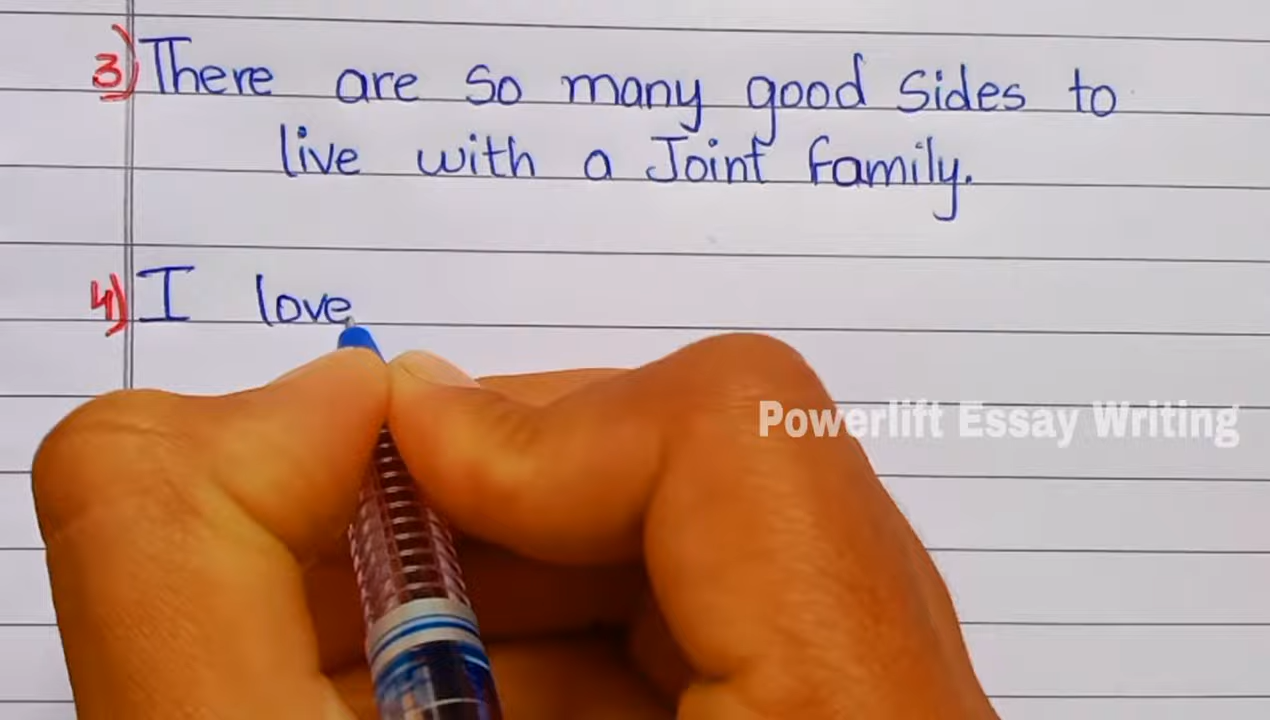 3) There are so many good sides to
live with a Joint family.
4) I love
Powerlift Essay Writing